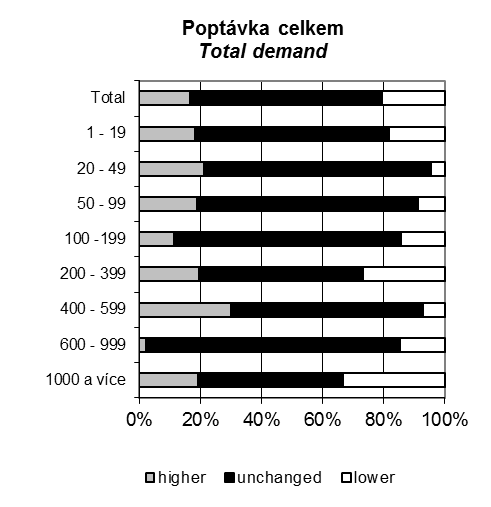 Poptávka celkem
Total demand
Total
1 - 19
20 - 49
50 - 99
100 -199
200 - 399
400 - 599
600 - 999
1000 a více
0% 20% 40% 60% 80% 100%
higher unchanged lower